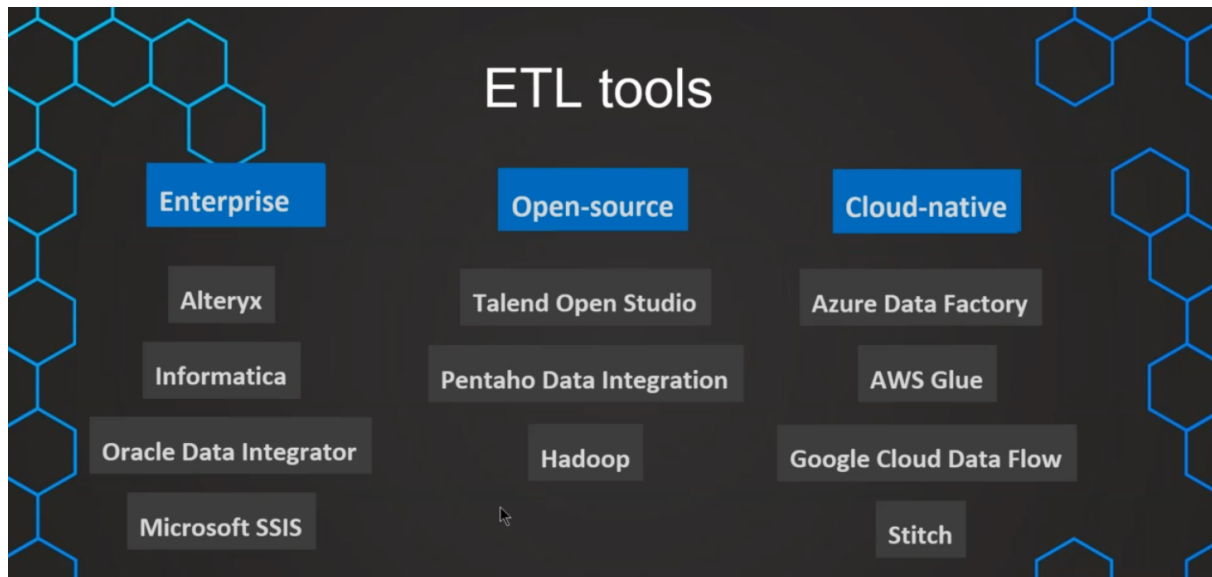 ETL tools
Enterprise
Open-source
Cloud-native
Alteryx
Talend Open Studio
Azure Data Factory
Informatica
Pentaho Data Integration
AWS Glue
Oracle Data Integrator
Hadoop
Google Cloud Data Flow
Microsoft SSIS
Stitch